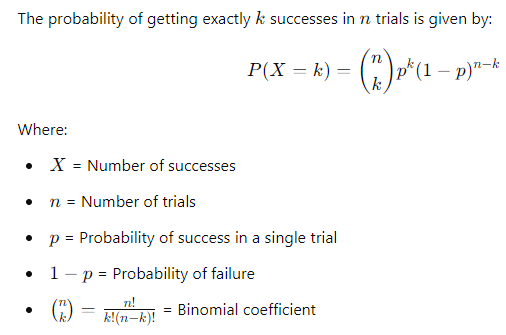 The probability of getting exactly k successes in n trials is given by:
P(X = k) = \binom{n}{k} p^k (1 − p)^{n−k}
Where:
• X = Number of successes
• n = Number of trials
• p = Probability of success in a single trial
• 1 − p = Probability of failure
• \binom{n}{k} = \frac{n!}{k!(n−k)!} = Binomial coefficient